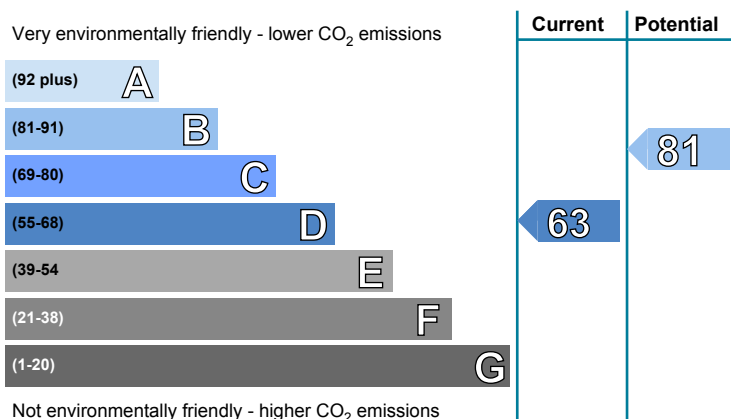 Very environmentally friendly - lower CO2 emissions
Current
Potential
(92 plus) A
(81-91) B
(69-80) C
(55-68) D
(39-54 E
(21-38) F
(1-20) G
81
63
Not environmentally friendly - higher CO2 emissions